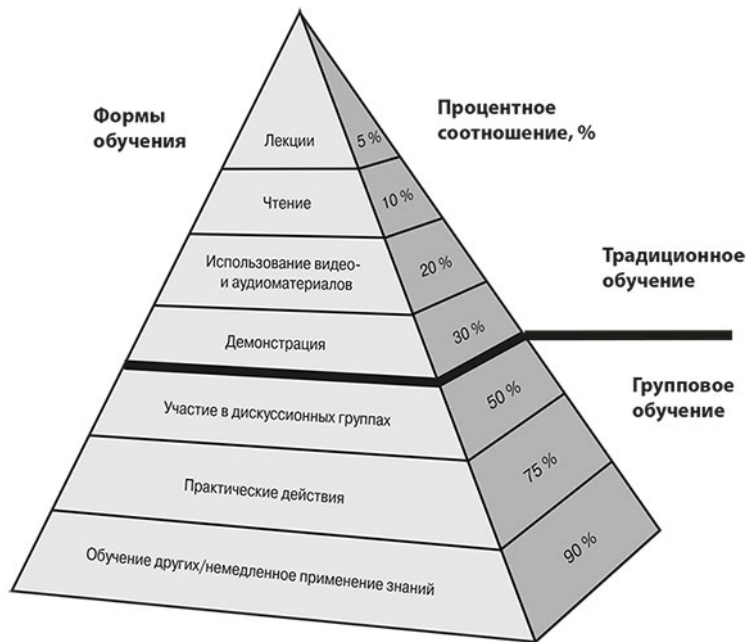 Формы
обучения
Процентное
соотношение, %
Лекции
5 %
Чтение
10 %
Использование видео-
и аудиоматериалов
20 %
Традиционное
обучение
Демонстрация
30 %
Групповое
обучение
Участие в дискуссионных группах
50 %
Практические действия
75 %
Обучение других/немедленное применение знаний
90 %